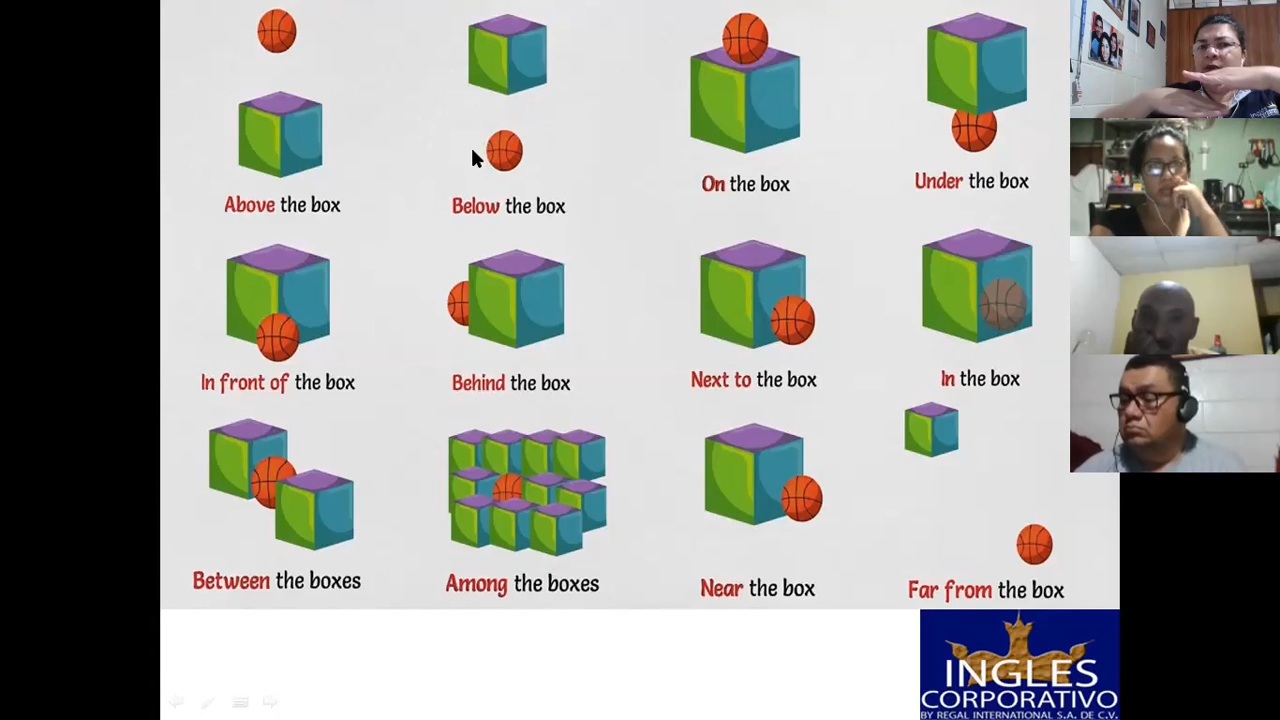 Above the box
Below the box
On the box
Under the box
In front of the box
Behind the box
Next to the box
In the box
Between the boxes
Among the boxes
Near the box
Far from the box
INGLES
CORPORATIVO
BY REGAL INTERNATIONAL S.A. DE C.V.